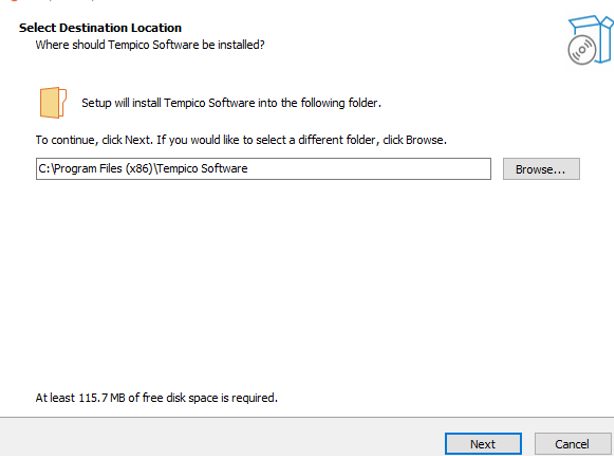 Select Destination Location
Where should Tempico Software be installed?
Setup will install Tempico Software into the following folder.
To continue, click Next. If you would like to select a different folder, click Browse.
C:\Program Files (x86)\Tempico Software
Browse...
At least 115.7 MB of free disk space is required.
Next
Cancel